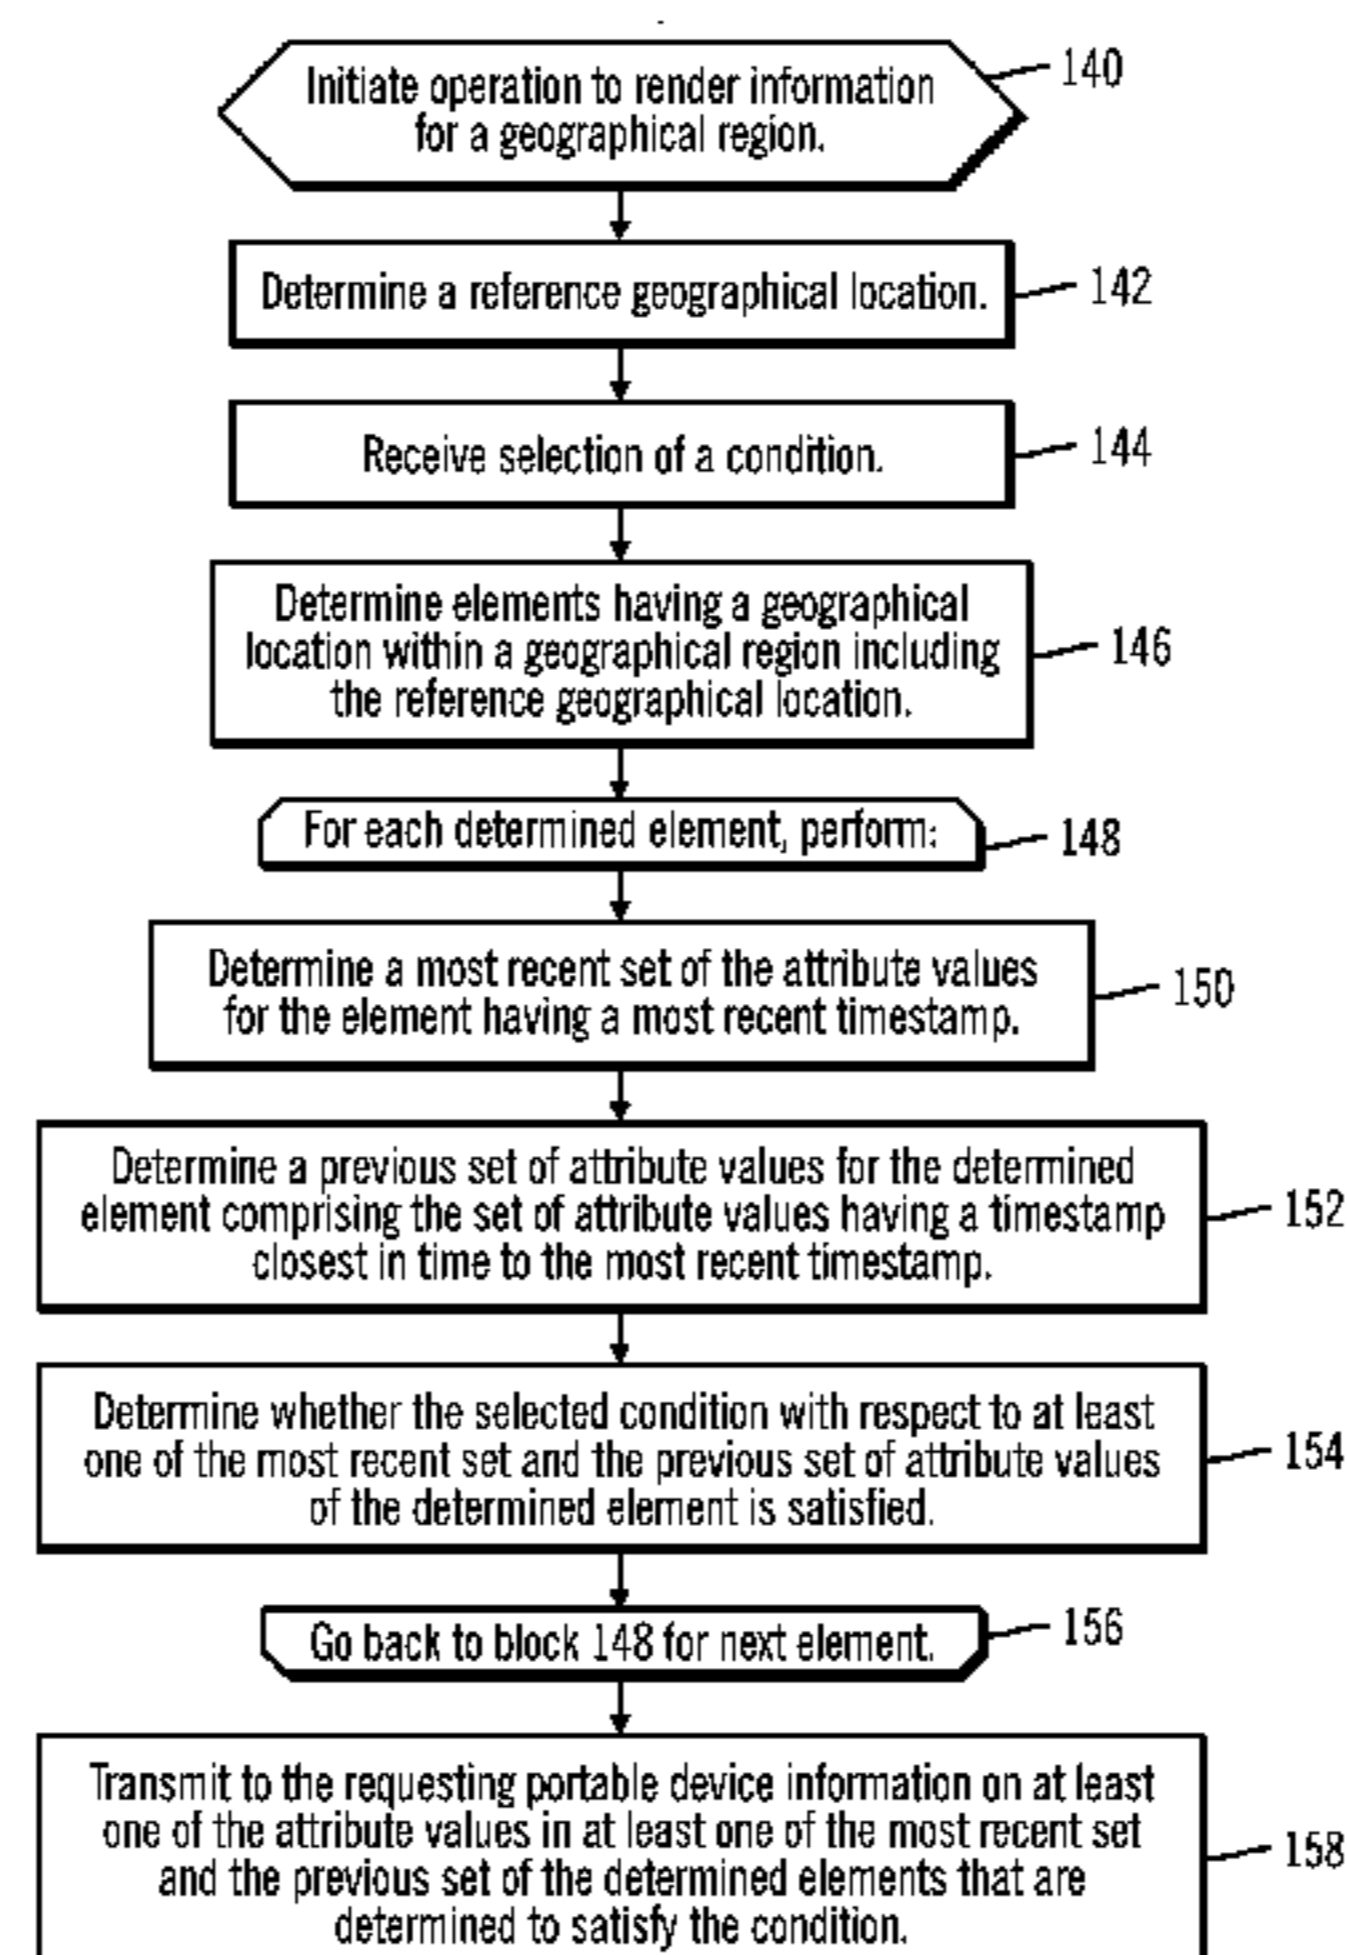 Initiate operation to render information
for a geographical region.
140
Determine a reference geographical location.
142
Receive selection of a condition.
144
Determine elements having a geographical
location within a geographical region including
the reference geographical location.
146
For each determined element, perform:
148
Determine a most recent set of the attribute values
for the element having a most recent timestamp.
150
Determine a previous set of attribute values for the determined
element comprising the set of attribute values having a timestamp
closest in time to the most recent timestamp.
152
Determine whether the selected condition with respect to at least
one of the most recent set and the previous set of attribute values
of the determined element is satisfied.
154
Go back to block 148 for next element.
156
Transmit to the requesting portable device information on at least
one of the attribute values in at least one of the most recent set
and the previous set of the determined elements that are
determined to satisfy the condition.
158